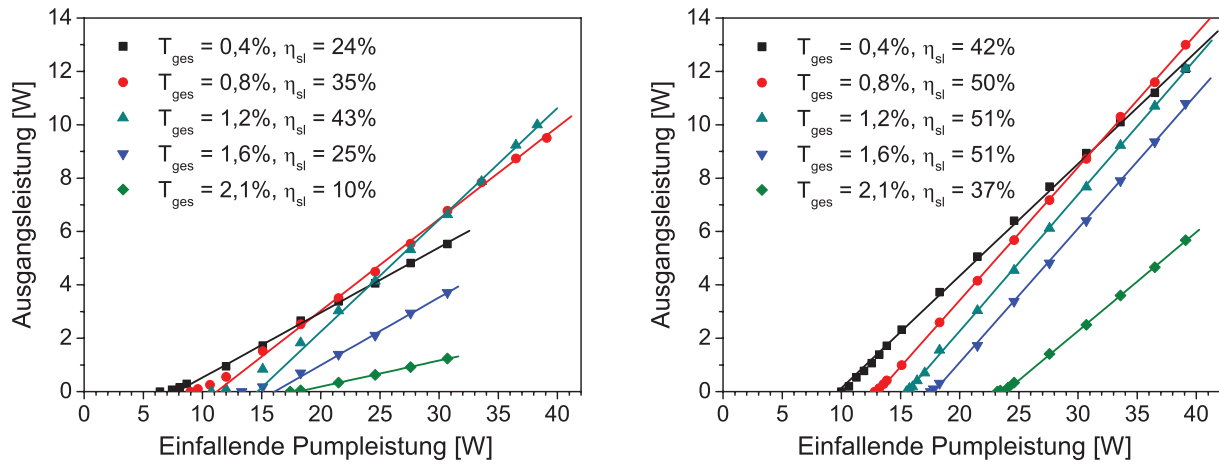 14
12
10
8
6
4
2
0
Ausgangsleistung [W]
T_ges = 0,4%, η_sl = 24%
T_ges = 0,8%, η_sl = 35%
T_ges = 1,2%, η_sl = 43%
T_ges = 1,6%, η_sl = 25%
T_ges = 2,1%, η_sl = 10%
0 5 10 15 20 25 30 35 40
Einfallende Pumpleistung [W]
14
12
10
8
6
4
2
0
Ausgangsleistung [W]
T_ges = 0,4%, η_sl = 42%
T_ges = 0,8%, η_sl = 50%
T_ges = 1,2%, η_sl = 51%
T_ges = 1,6%, η_sl = 51%
T_ges = 2,1%, η_sl = 37%
0 5 10 15 20 25 30 35 40
Einfallende Pumpleistung [W]